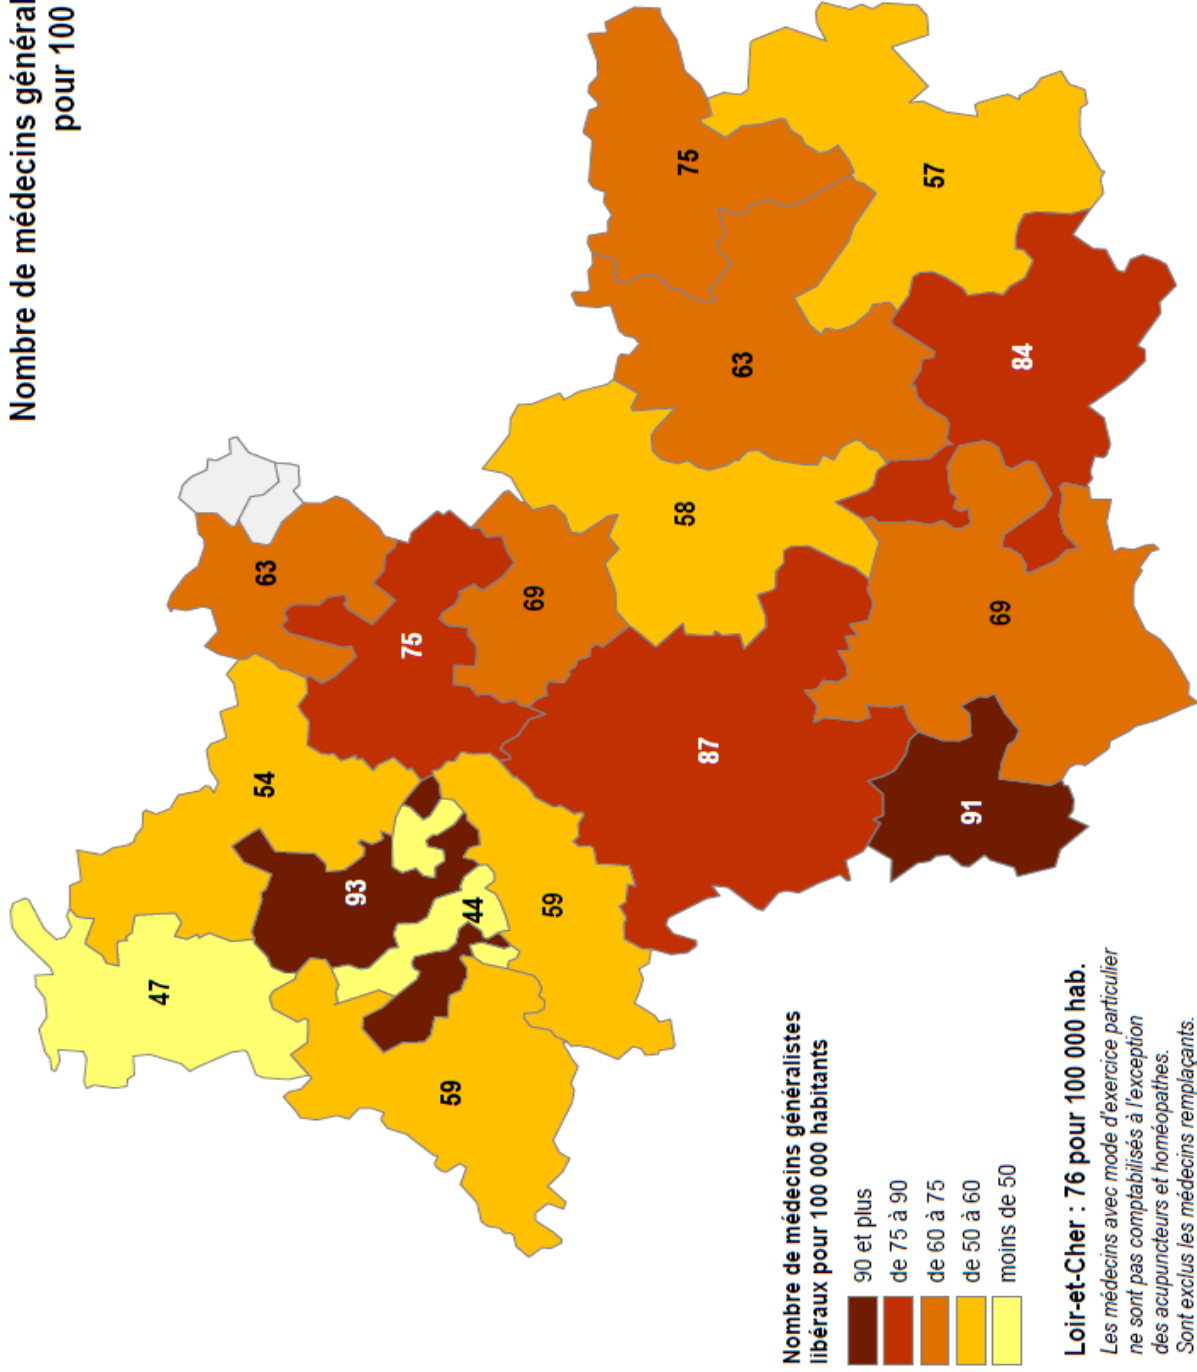 Nombre de médecins général
pour 100
47
54
63
93
75
59
44
69
59
58
75
87
63
57
91
69
84
Nombre de médecins généralistes
libéraux pour 100 000 habitants
90 et plus
de 75 à 90
de 60 à 75
de 50 à 60
moins de 50
Loir-et-Cher : 76 pour 100 000 hab.
Les médecins avec mode d'exercice particulier
ne sont pas comptabilisés à l'exception
des acupuncteurs et homéopathes.
Sont exclus les médecins remplaçants.